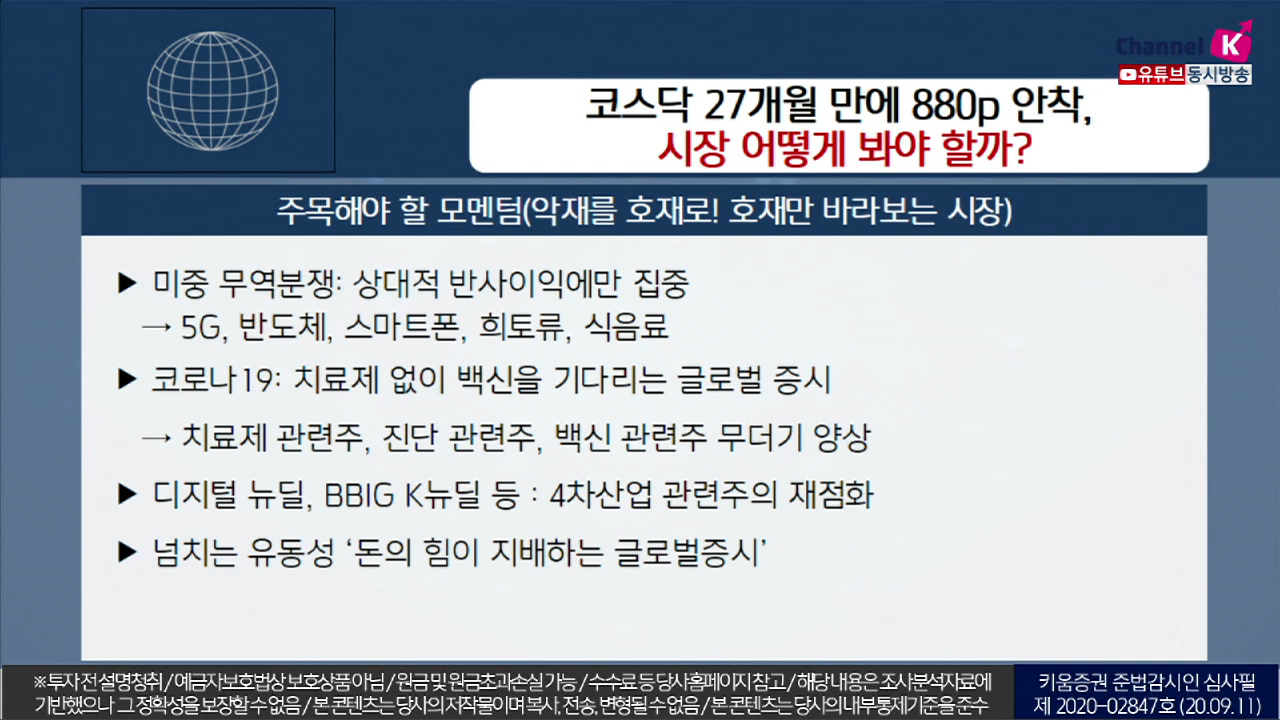 Channel K
유튜브 동시방송
코스닥 27개월 만에 880p 안착,
시장 어떻게 봐야 할까?
주목해야 할 모멘텀(악재를 호재로! 호재만 바라보는 시장)
▶ 미중 무역분쟁: 상대적 반사이익에만 집중
→ 5G, 반도체, 스마트폰, 희토류, 식음료
▶ 코로나19: 치료제 없이 백신을 기다리는 글로벌 증시
→ 치료제 관련주, 진단 관련주, 백신 관련주 무더기 양상
▶ 디지털 뉴딜, BBIG K뉴딜 등 : 4차산업 관련주의 재점화
▶ 넘치는 유동성 ‘돈의 힘이 지배하는 글로벌증시’
※ 투자 전 설명청취 / 예금자보호법상 보호상품 아님 / 원금 및 원금초과손실 가능 / 수수료 등 당사홈페이지 참고 / 해당 내용은 조사분석자료에
기반했으나 그 정확성을 보장할 수 없음 / 본 콘텐츠는 당사의 저작물이며 복사, 전송, 변형될 수 없음 / 본 콘텐츠는 당사의 내부통제기준을 준수
키움증권 준법감시인 심사필
제 2020-02847호 (20.09.11)